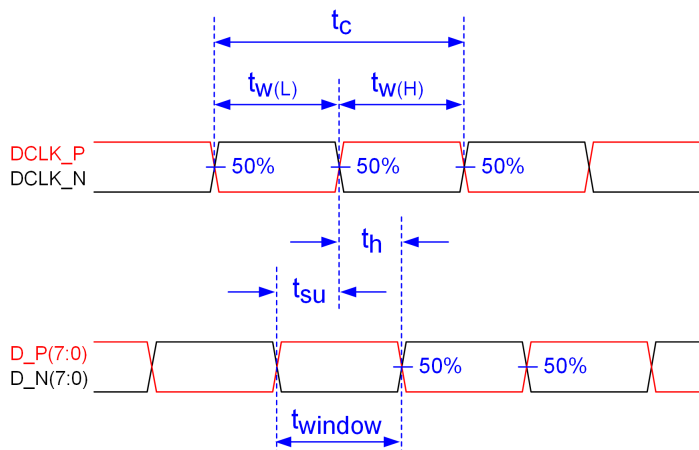 tc
tw(L) tw(H)
DCLK_P
DCLK_N
50% 50% 50%
th
tsu
D_P(7:0)
D_N(7:0)
50% 50%
twindow